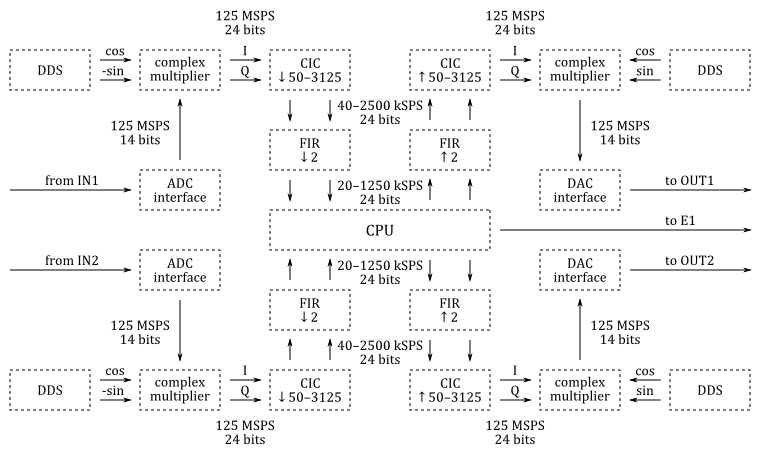 125 MSPS
24 bits
125 MSPS
24 bits
DDS
cos
-sin
complex
multiplier
I
Q
CIC
↓50–3125
CIC
↑50–3125
I
Q
complex
multiplier
cos
sin
DDS
40–2500 kSPS
24 bits
125 MSPS
14 bits
125 MSPS
14 bits
FIR
↓2
FIR
↑2
from IN1
ADC
interface
20–1250 kSPS
24 bits
DAC
interface
to OUT1
CPU
to E1
from IN2
ADC
interface
20–1250 kSPS
24 bits
DAC
interface
to OUT2
FIR
↓2
FIR
↑2
125 MSPS
14 bits
125 MSPS
14 bits
40–2500 kSPS
24 bits
DDS
cos
-sin
complex
multiplier
I
Q
CIC
↓50–3125
CIC
↑50–3125
I
Q
complex
multiplier
cos
sin
DDS
125 MSPS
24 bits
125 MSPS
24 bits